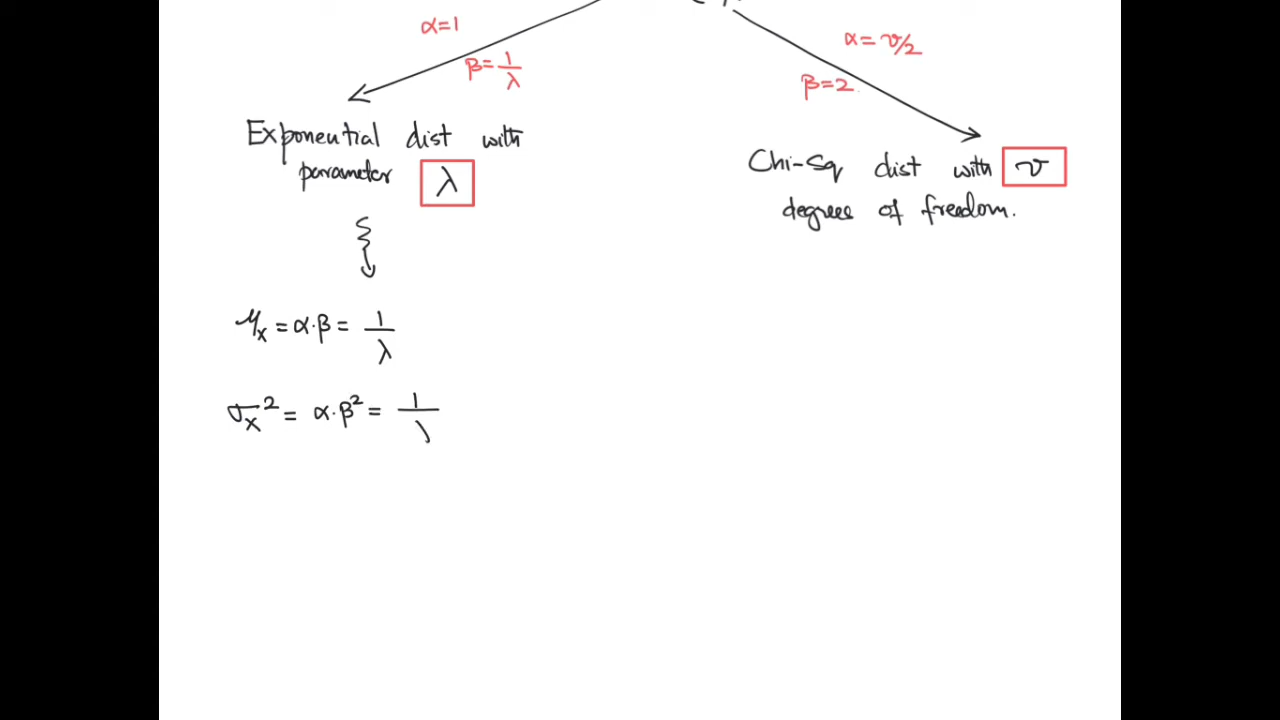 α=1
β=1/λ
α=ν/2
β=2
Exponential dist with
parameter λ
Chi-Sq dist with ν
degrees of freedom.
μx = α·β = 1/λ
σx² = α·β² = 1/